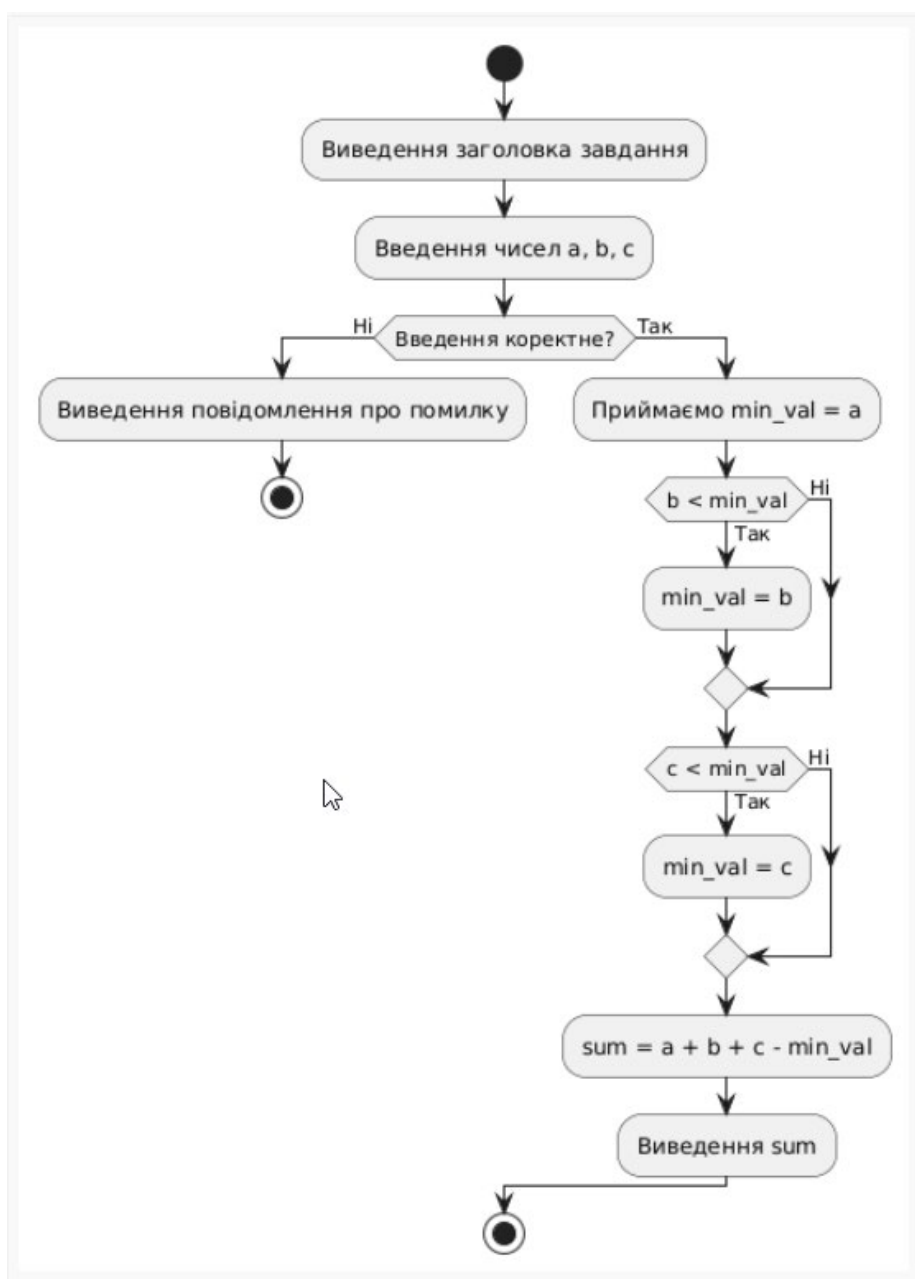 Виведення заголовка завдання
Введення чисел a, b, c
Ні
Введення коректне?
Так
Виведення повідомлення про помилку
Приймаємо min_val = a
b < min_val
Ні
Так
min_val = b
c < min_val
Ні
Так
min_val = c
sum = a + b + c - min_val
Виведення sum